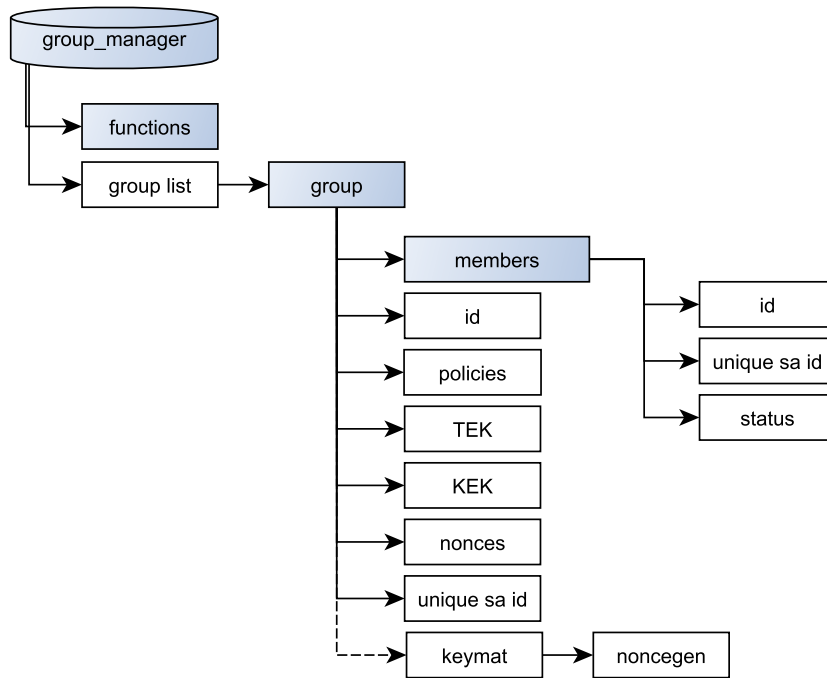 group_manager
functions
group list
group
members
id
id
unique sa id
policies
status
TEK
KEK
nonces
unique sa id
keymat
noncegen